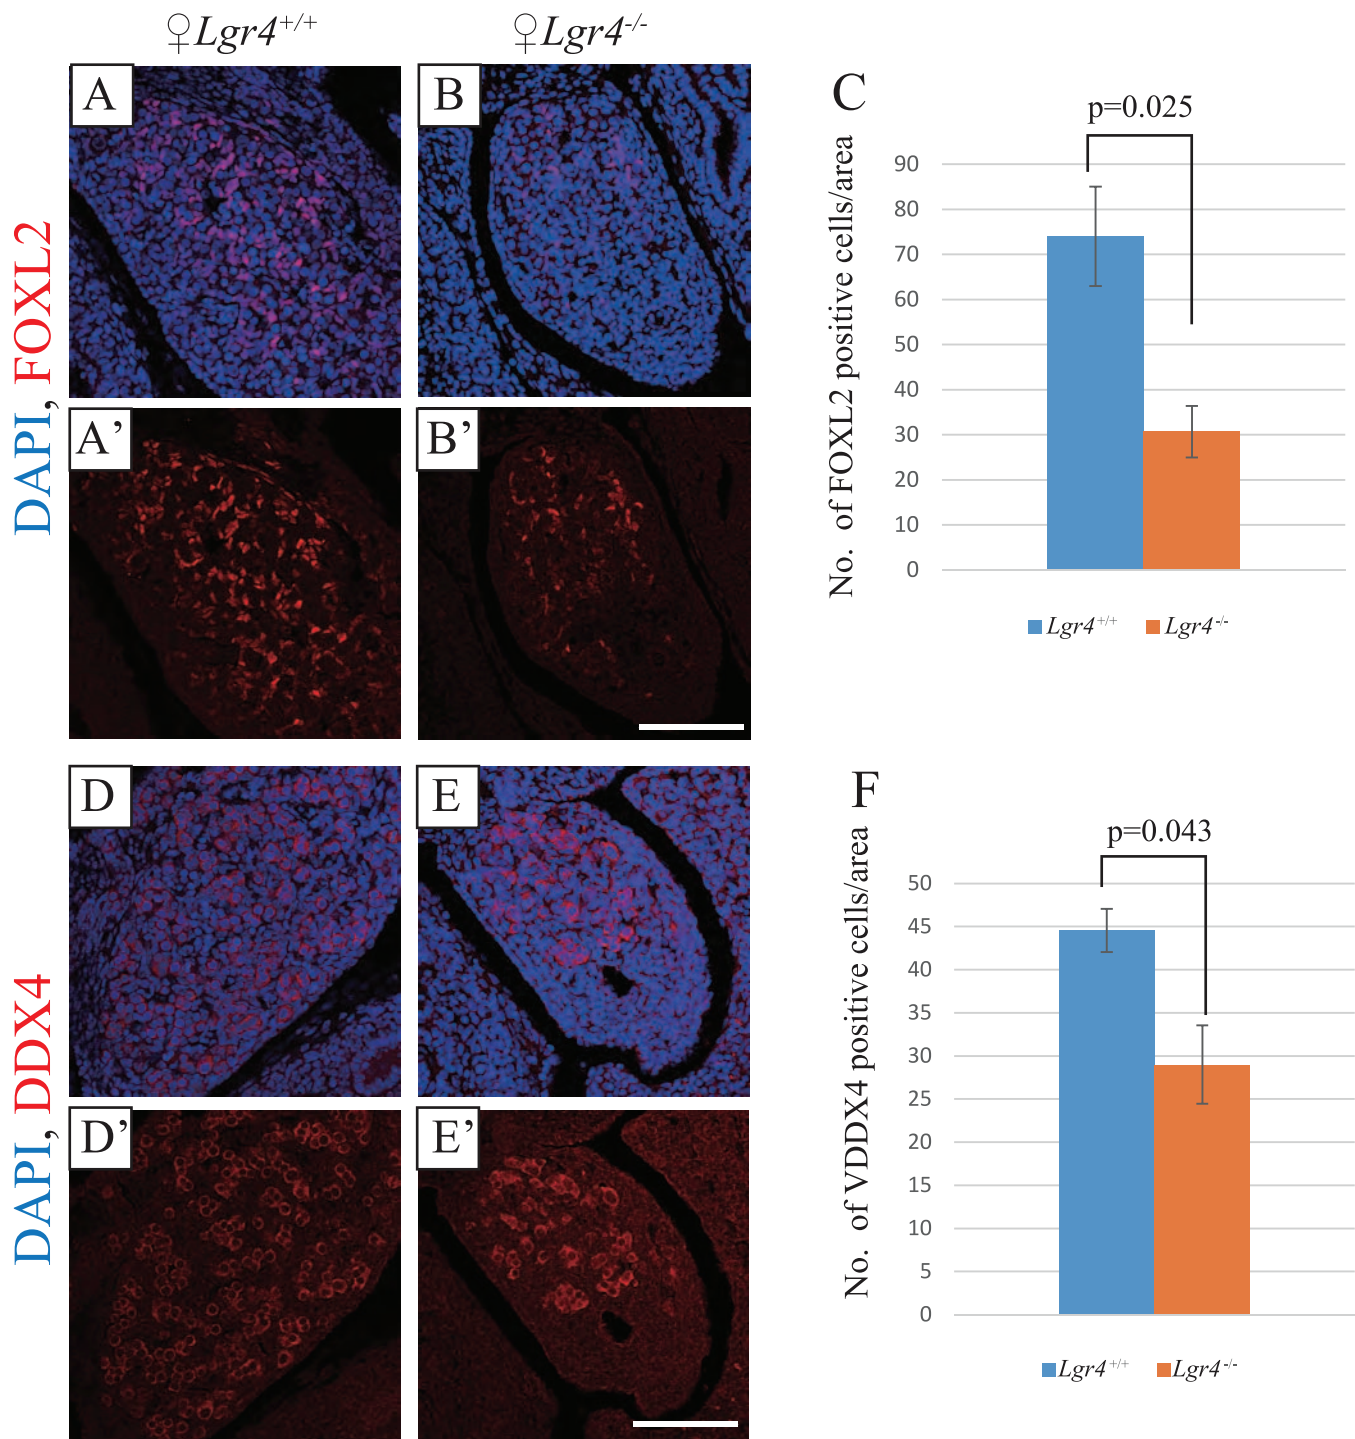 ♀Lgr4+/+
♀Lgr4-/-
DAPI, FOXL2
A
B
A’
B’
C
p=0.025
No. of FOXL2 positive cells/area
90
80
70
60
50
40
30
20
10
0
Lgr4+/+ Lgr4-/-
DAPI, DDX4
D
E
D'
E’
F
p=0.043
No. of VDDX4 positive cells/area
50
45
40
35
30
25
20
15
10
5
0
Lgr4+/+ Lgr4-/-